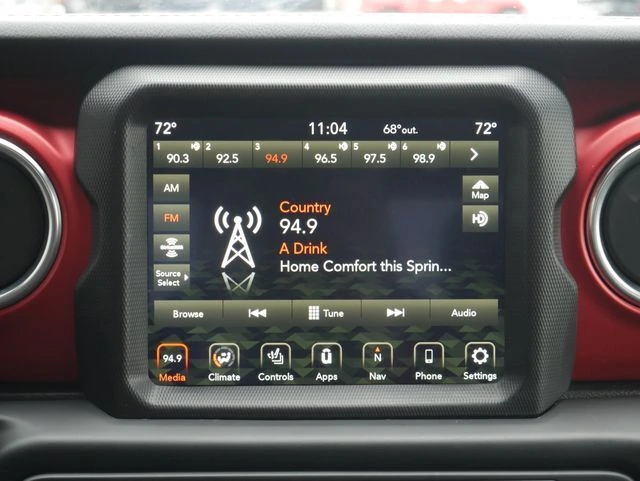 72° 11:04 68°out. 72°
1 2 3 4 5 6
90.3 92.5 94.9 96.5 97.5 98.9
AM
FM
Source
Select
Map
Country
94.9
A Drink
Home Comfort this Sprin...
Browse Tune Audio
94.9 N
Media Climate Controls Apps Nav Phone Settings